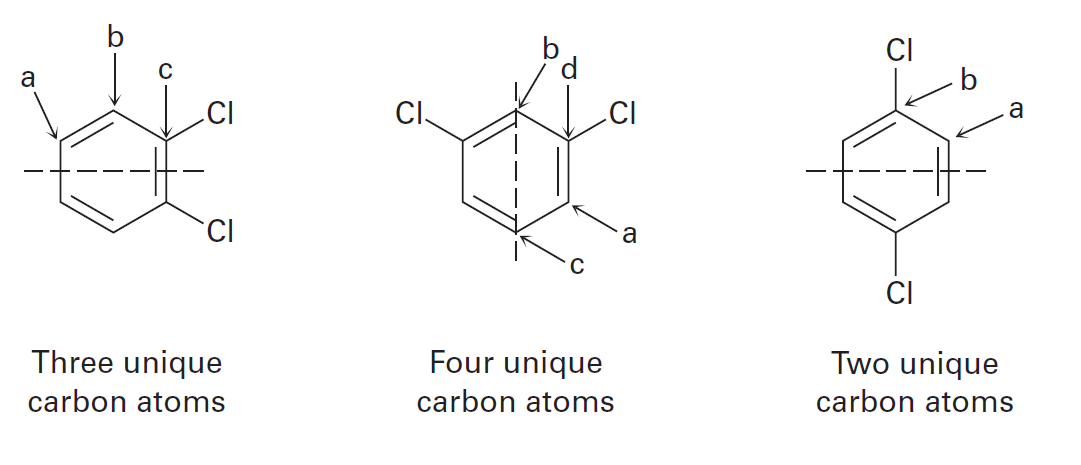 b
a
c
Cl
Cl
b
d
Cl
Cl
a
c
Cl
b
a
Cl
Three unique
carbon atoms
Four unique
carbon atoms
Two unique
carbon atoms